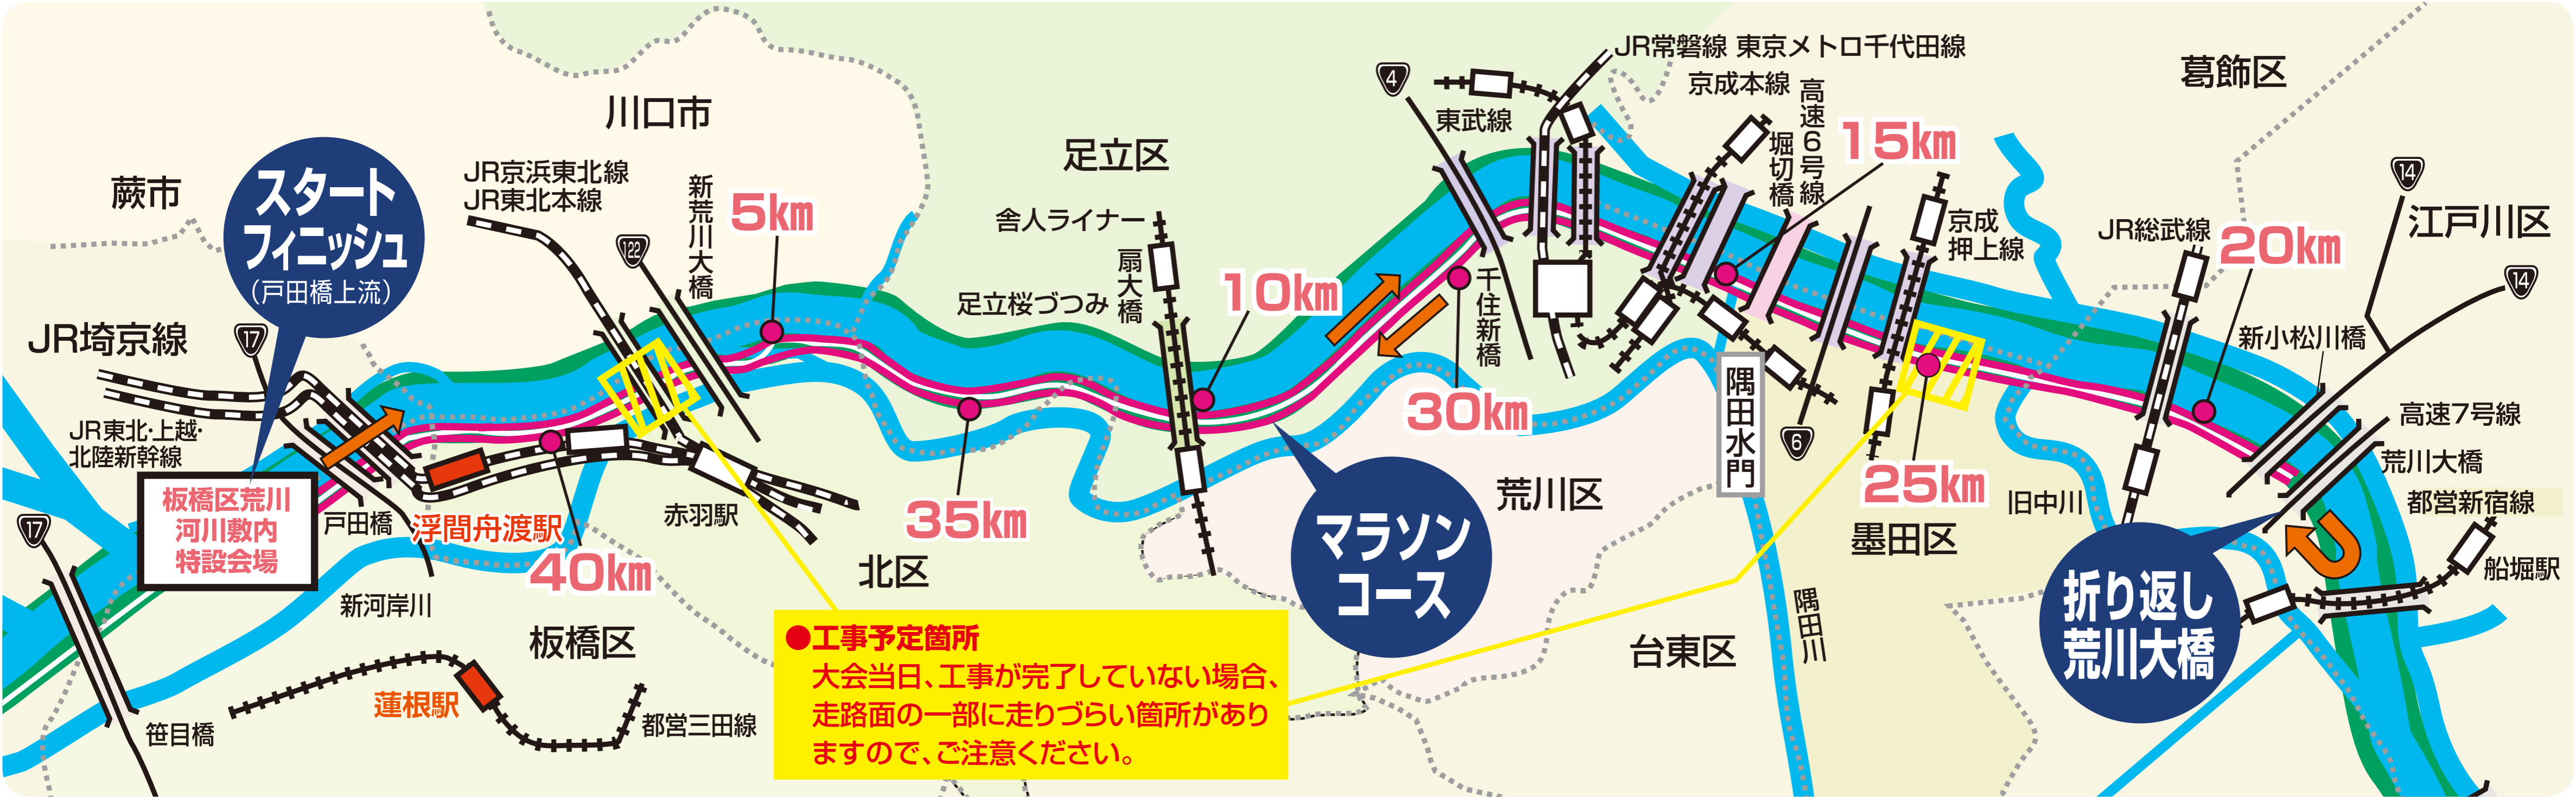 蕨市
川口市
足立区
葛飾区
江戸川区
スタート
フィニッシュ
(戸田橋上流)
JR埼京線
17
JR東北・上越・
北陸新幹線
板橋区荒川
河川敷内
特設会場
17
戸田橋
新河岸川
笹目橋
浮間舟渡駅
40km
板橋区
蓮根駅
都営三田線
JR京浜東北線
JR東北本線
122
新荒川大橋
5km
赤羽駅
北区
35km
舎人ライナー
扇大橋
足立桜づつみ
10km
マラソン
コース
●工事予定箇所
大会当日、工事が完了していない場合、
走路面の一部に走りづらい箇所があり
ますので、ご注意ください。
4
東武線
JR常磐線 東京メトロ千代田線
京成本線
高速6号線
堀切橋
15km
千住新橋
30km
荒川区
台東区
隅田水門
隅田川
6
京成
押上線
25km
墨田区
旧中川
JR総武線
20km
14
14
新小松川橋
高速7号線
荒川大橋
都営新宿線
船堀駅
折り返し
荒川大橋